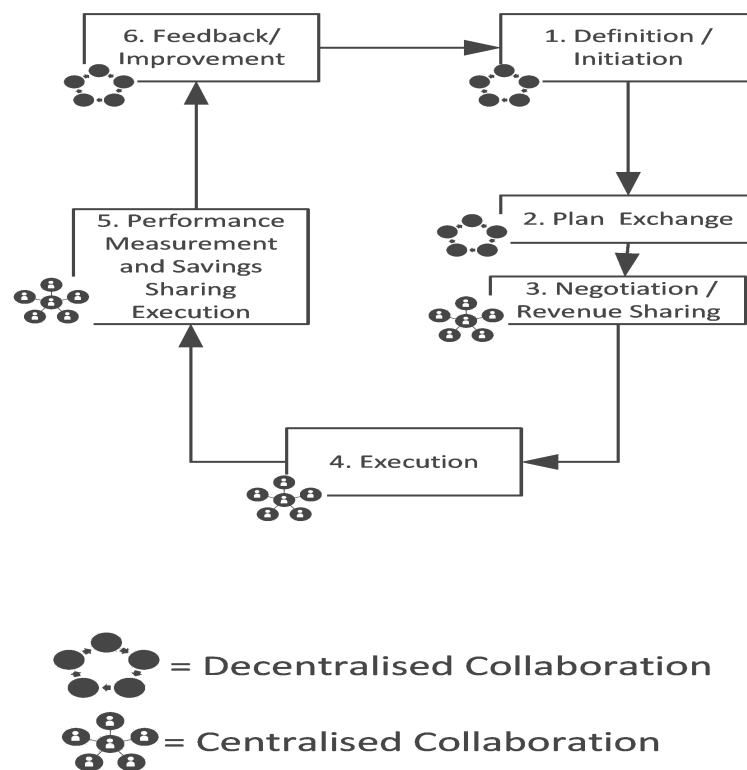 6. Feedback/
Improvement
1. Definition /
Initiation
5. Performance
Measurement
and Savings
Sharing
Execution
2. Plan Exchange
3. Negotiation /
Revenue Sharing
4. Execution
= Decentralised Collaboration
= Centralised Collaboration